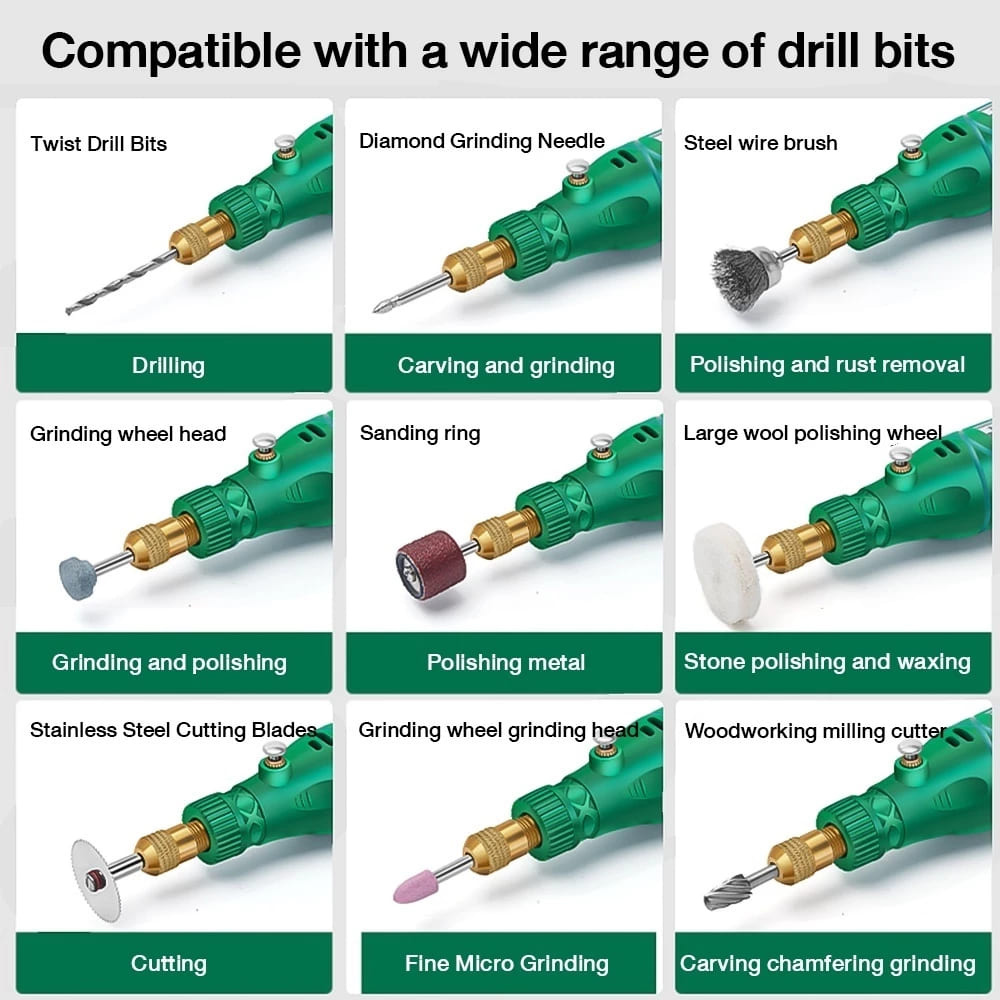 Compatible with a wide range of drill bits
Twist Drill Bits
Diamond Grinding Needle
Steel wire brush
Drilling
Carving and grinding
Polishing and rust removal
Grinding wheel head
Sanding ring
Large wool polishing wheel
Grinding and polishing
Polishing metal
Stone polishing and waxing
Stainless Steel Cutting Blades
Grinding wheel grinding head
Woodworking milling cutter
Cutting
Fine Micro Grinding
Carving chamfering grinding